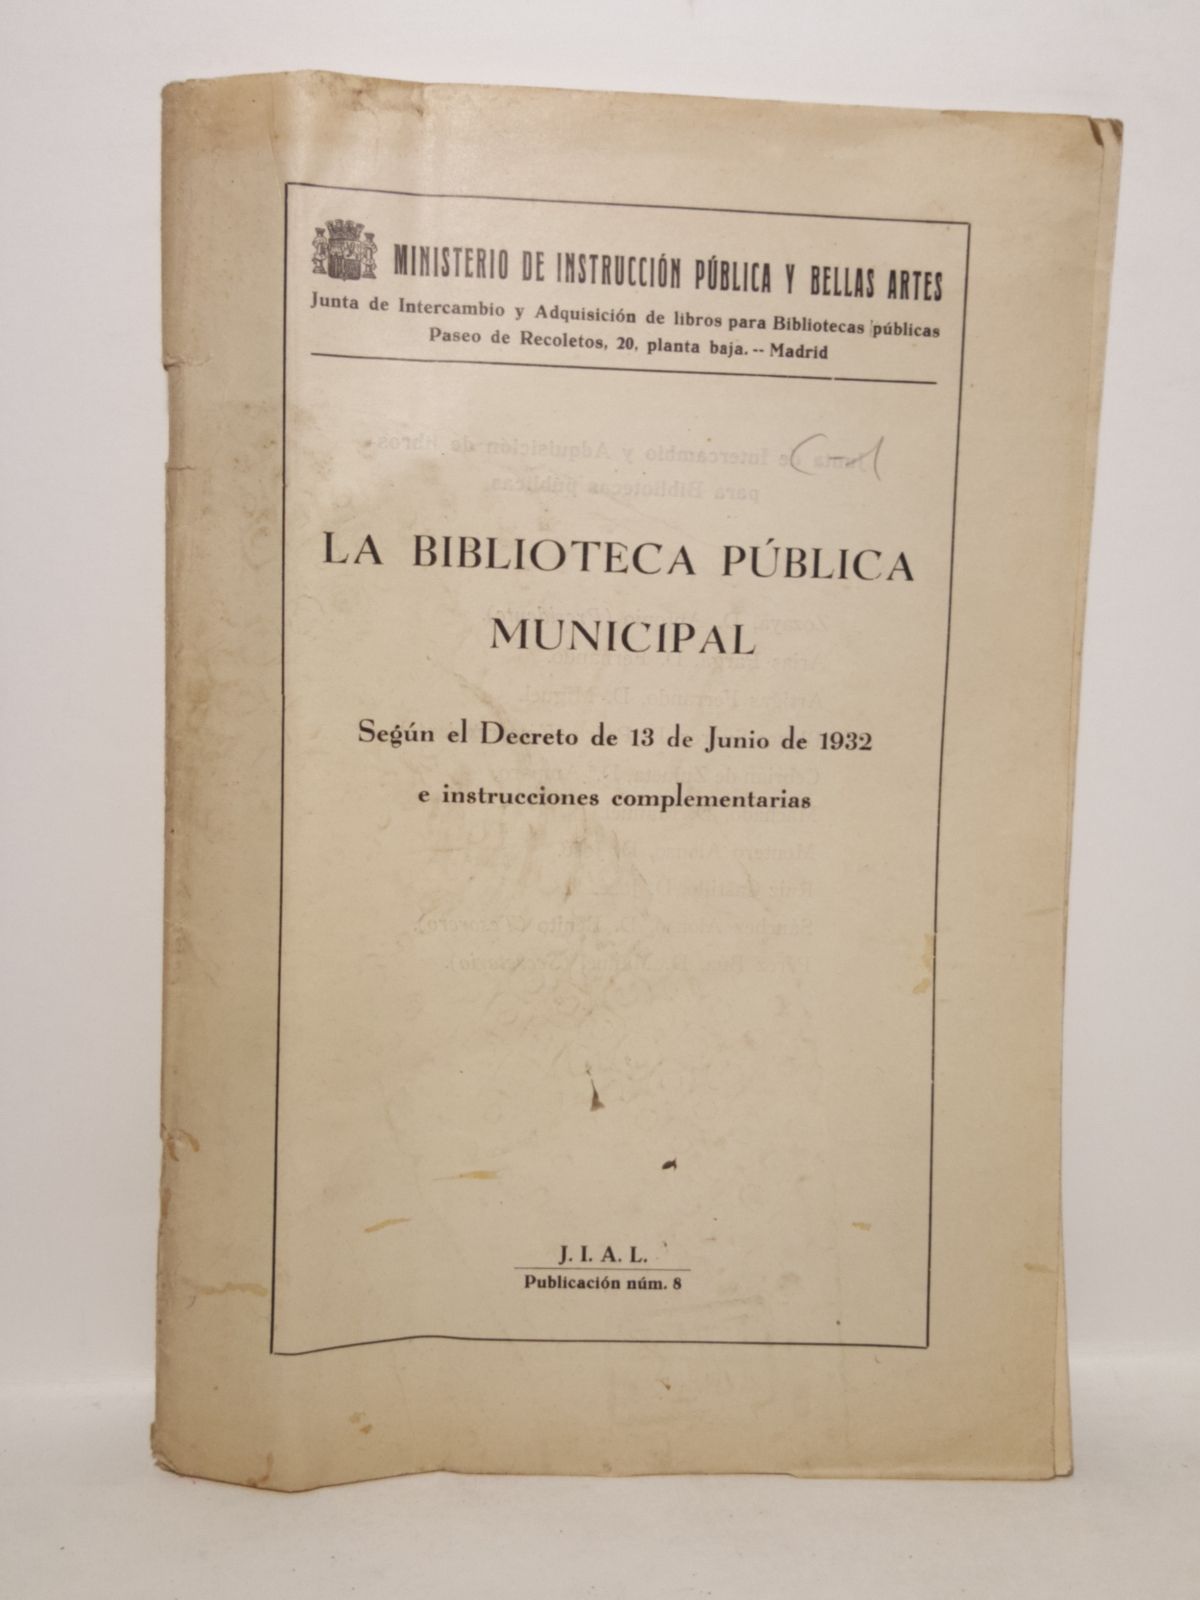 MINISTERIO DE INSTRUCCIÓN PÚBLICA Y BELLAS ARTES
Junta de Intercambio y Adquisición de libros para Bibliotecas públicas
Paseo de Recoletos, 20, planta baja. -- Madrid
LA BIBLIOTECA PÚBLICA
MUNICIPAL
Según el Decreto de 13 de Junio de 1932
e instrucciones complementarias
J. I. A. L.
Publicación núm. 8